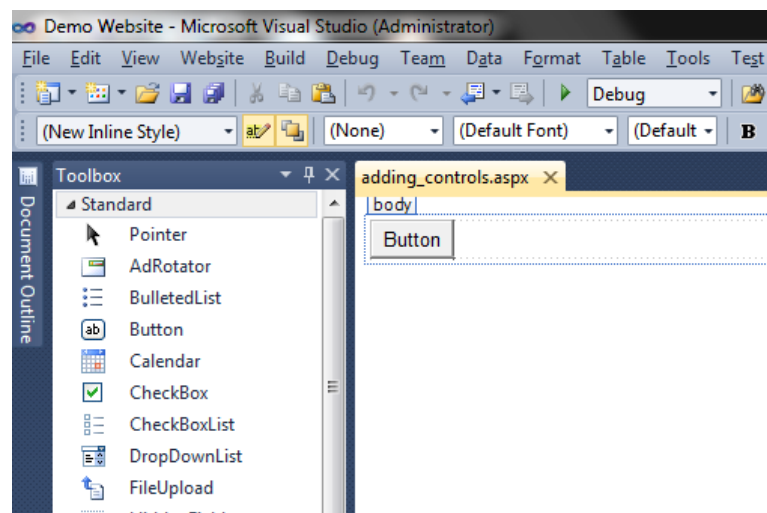 Demo Website - Microsoft Visual Studio (Administrator)
File Edit View Website Build Debug Team Data Format Table Tools Test
Debug
(New Inline Style) ab (None) (Default Font) (Default B
Document Outline
Toolbox
adding_controls.aspx
Standard
body
Pointer
Button
AdRotator
BulletedList
ab Button
Calendar
CheckBox
CheckBoxList
DropDownList
FileUpload